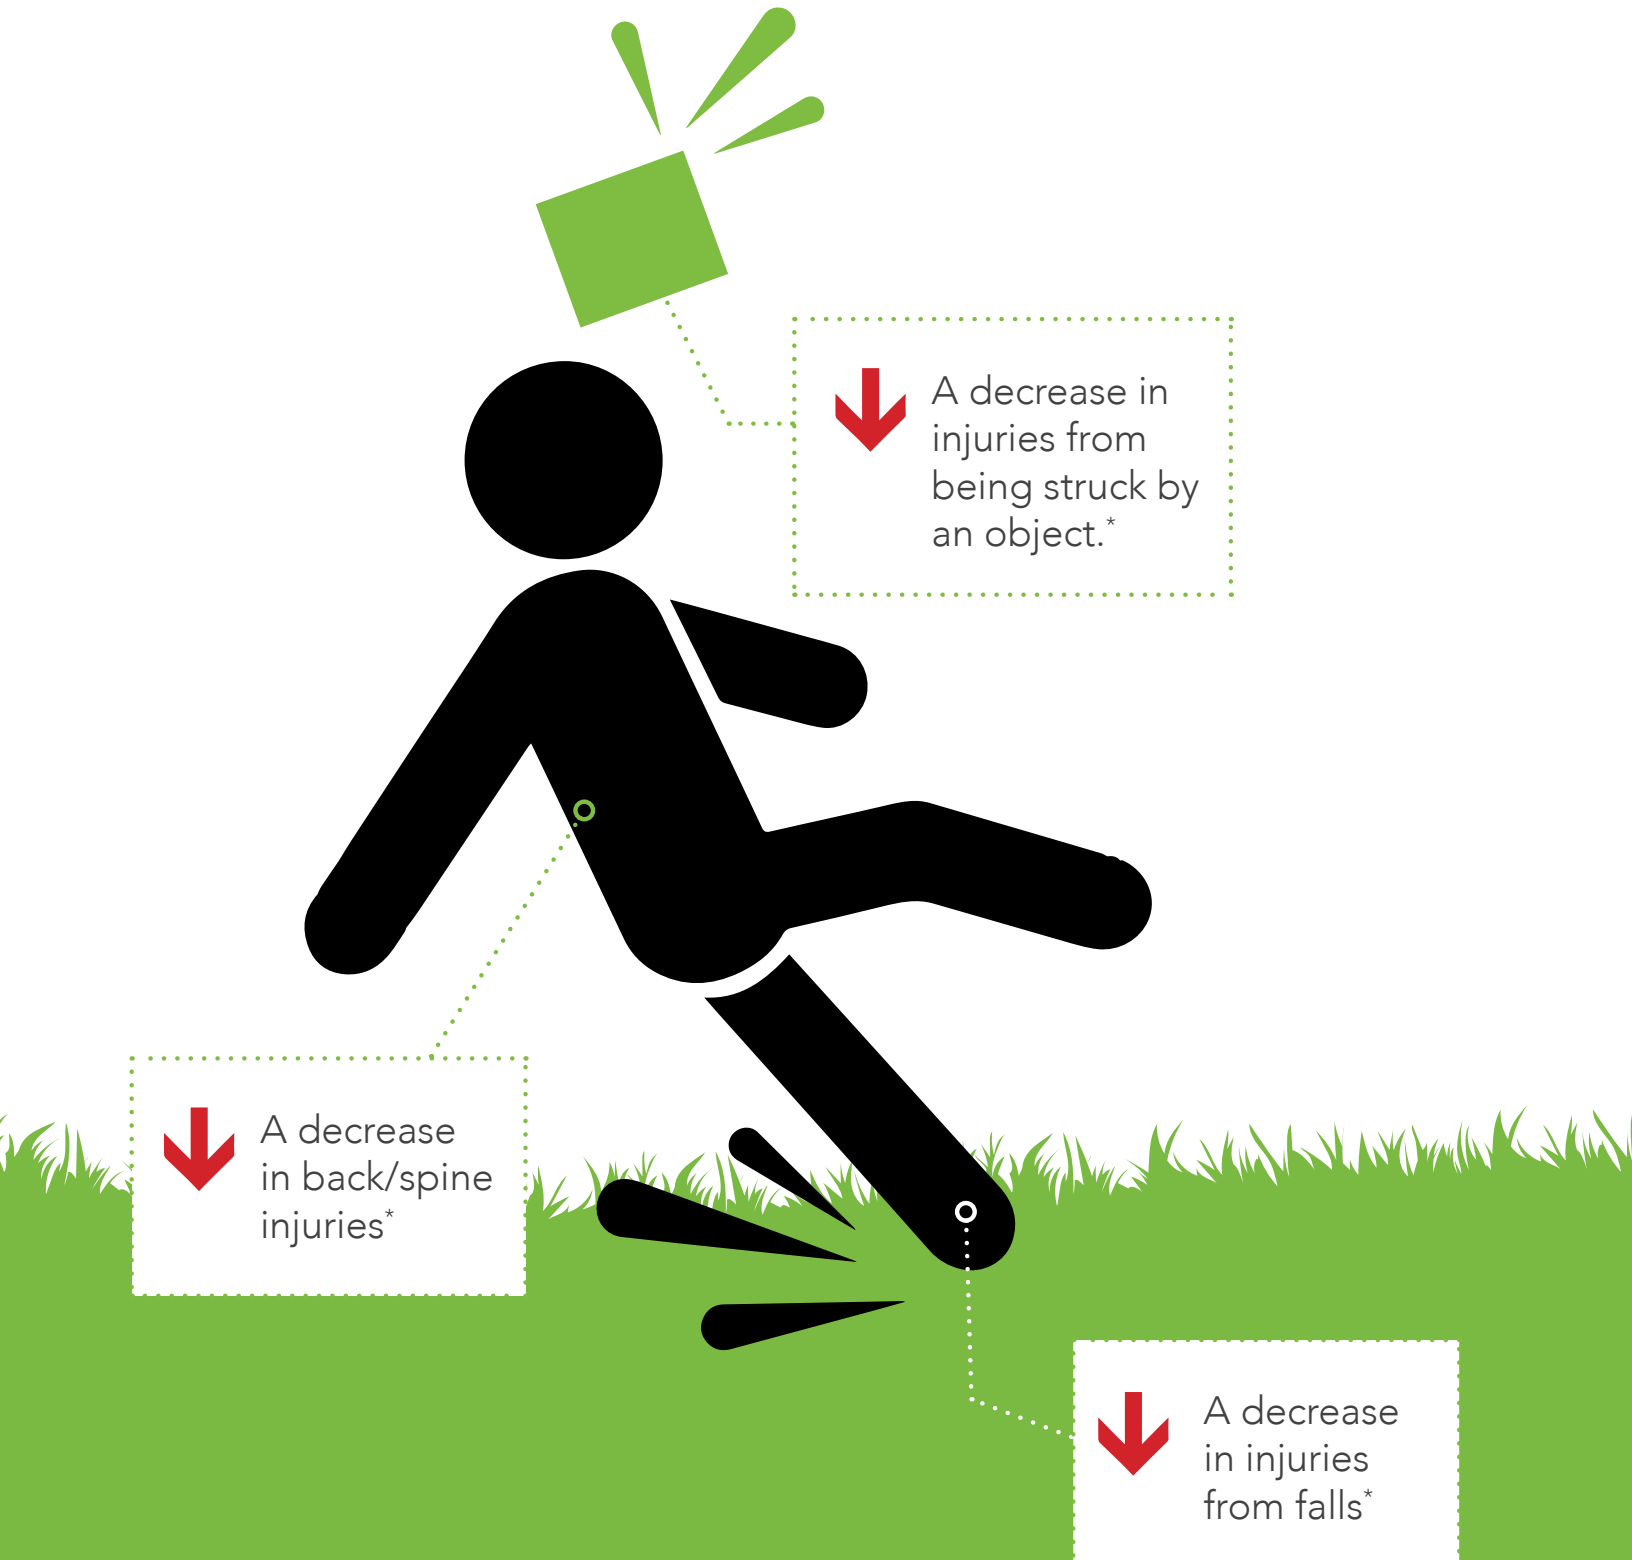 A decrease in
injuries from
being struck by
an object.*
A decrease
in back/spine
injuries*
A decrease
in injuries
from falls*